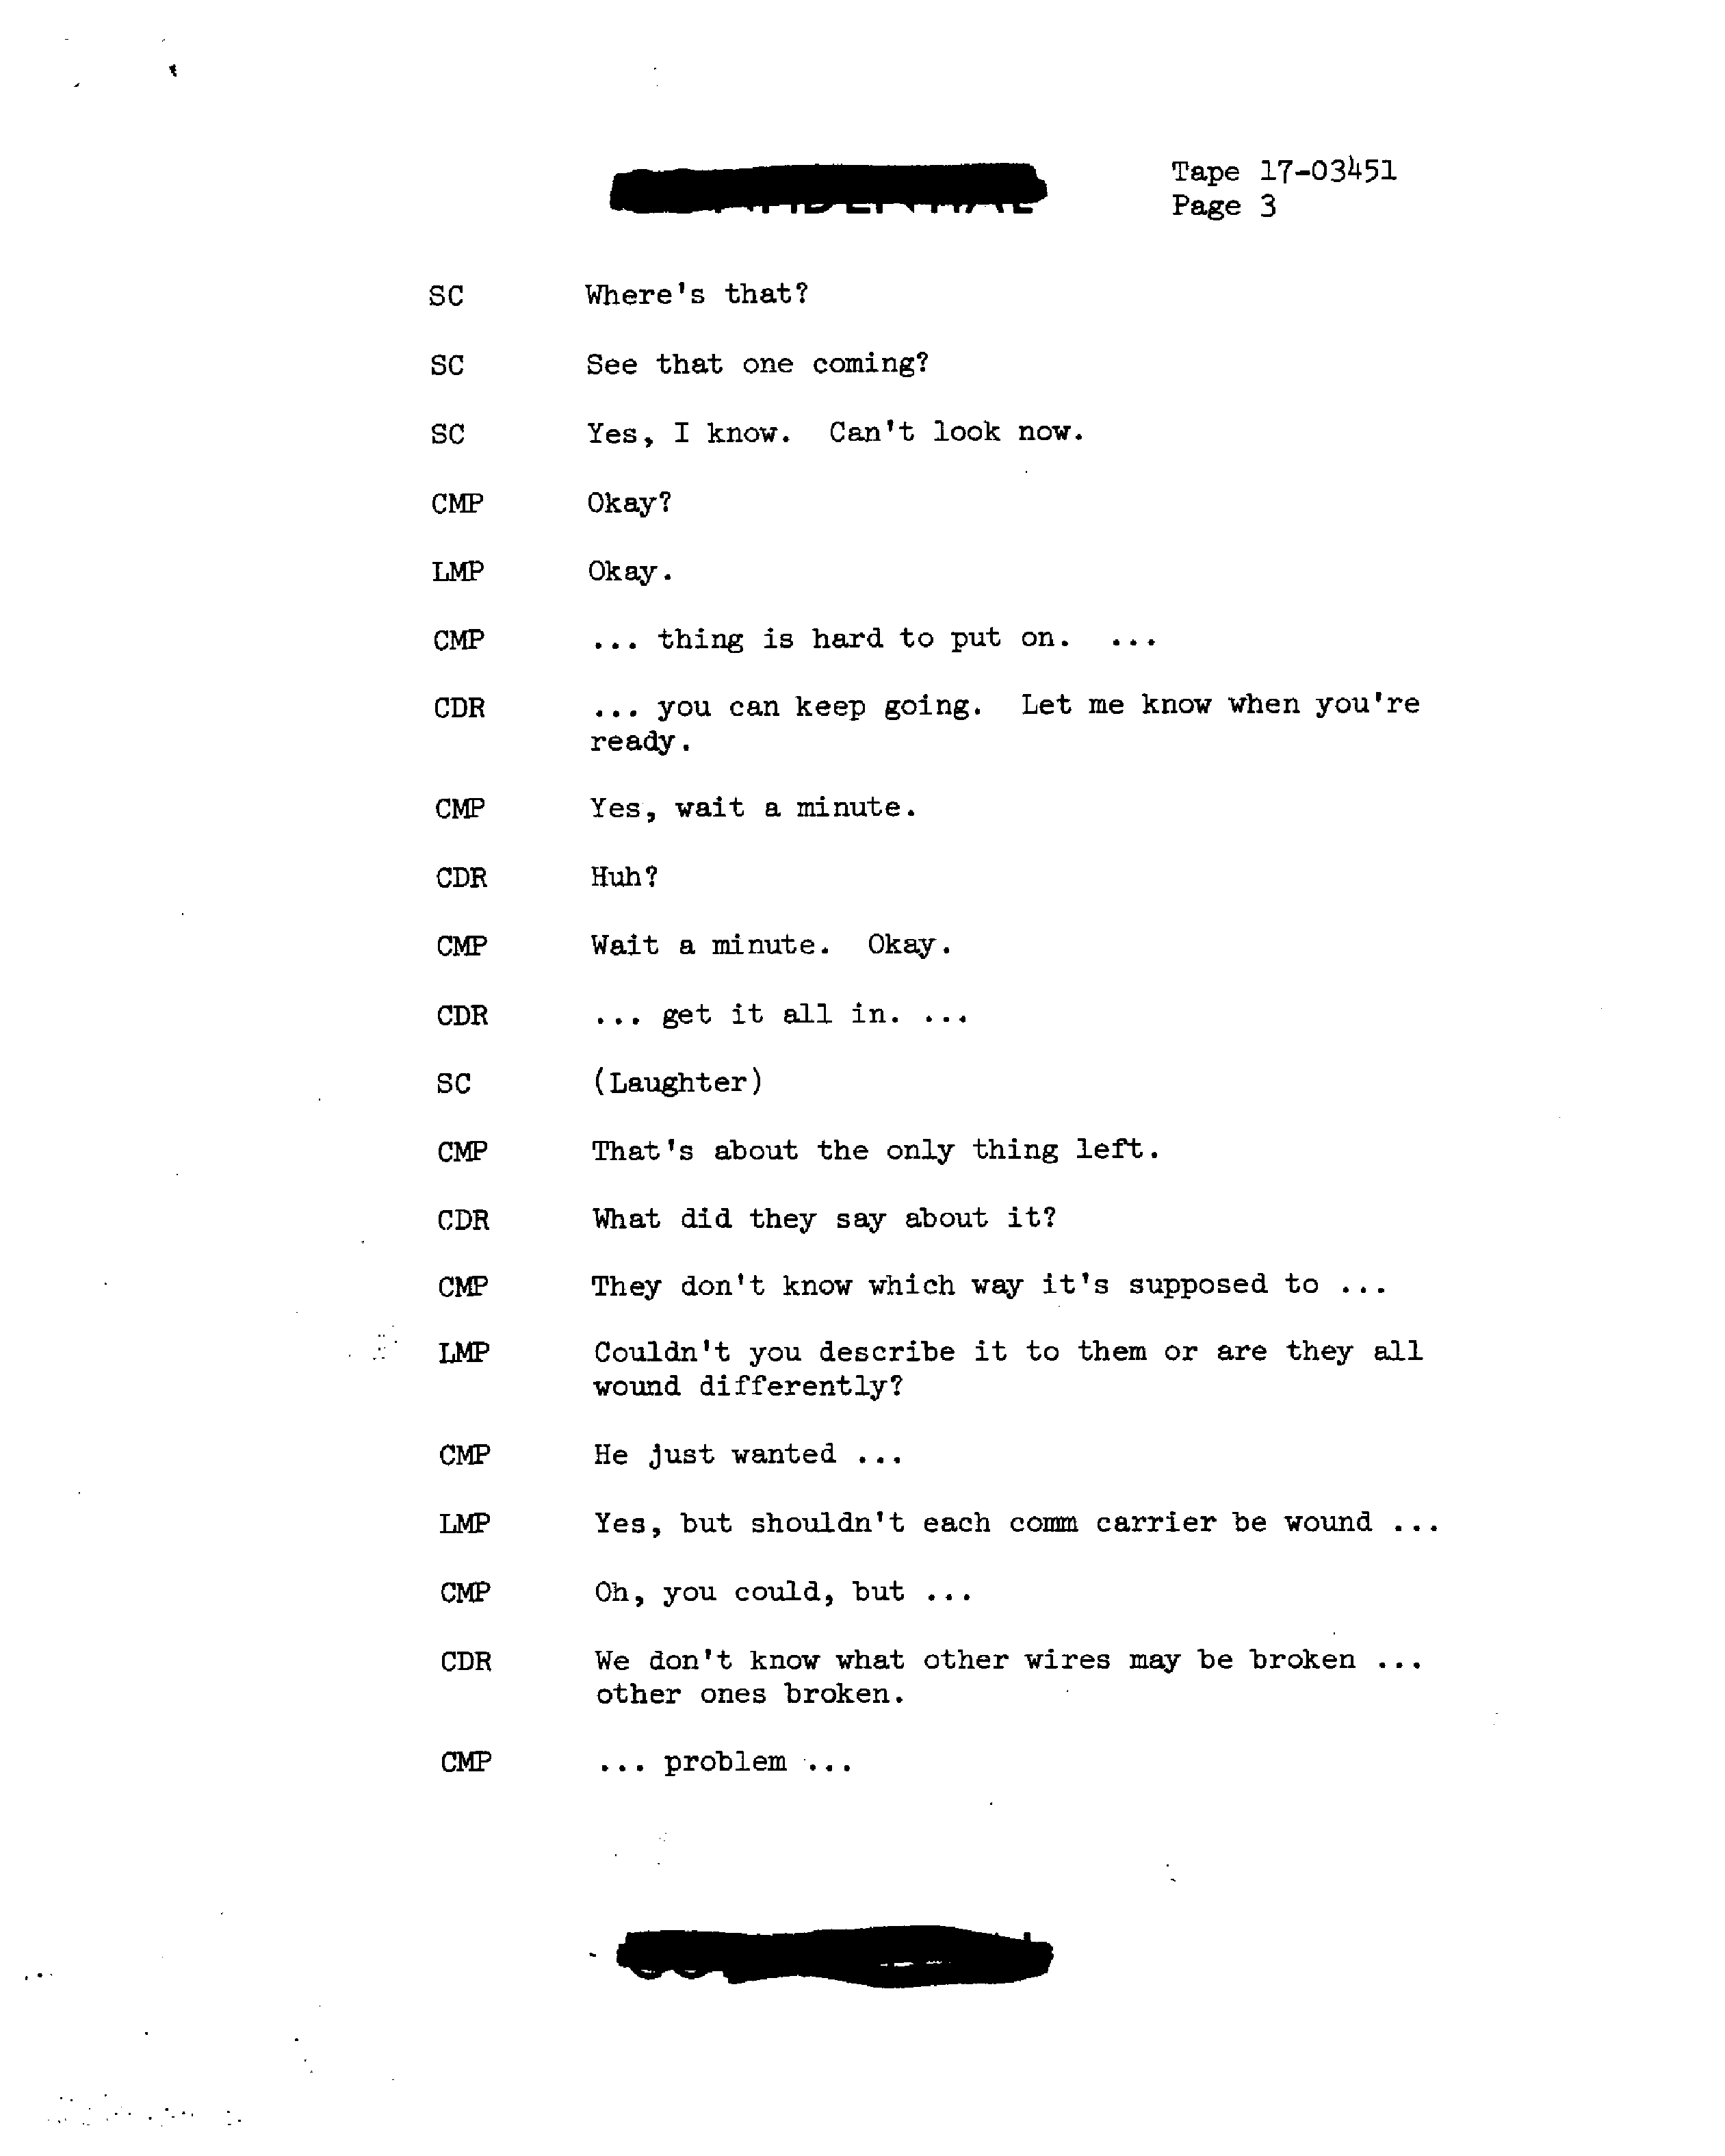 Tape 17-03451
Page 3
SC Where's that?
SC See that one coming?
SC Yes, I know. Can't look now.
CMP Okay?
LMP Okay.
CMP ... thing is hard to put on. ...
CDR ... you can keep going. Let me know when you're
ready.
CMP Yes, wait a minute.
CDR Huh?
CMP Wait a minute. Okay.
CDR ... get it all in. ...
SC (Laughter)
CMP That's about the only thing left.
CDR What did they say about it?
CMP They don't know which way it's supposed to ...
LMP Couldn't you describe it to them or are they all
wound differently?
CMP He just wanted ...
LMP Yes, but shouldn't each comm carrier be wound ...
CMP Oh, you could, but ...
CDR We don't know what other wires may be broken ...
other ones broken.
CMP ... problem ...